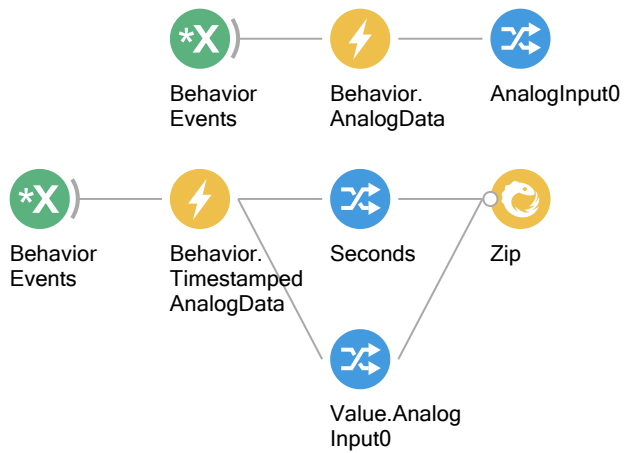 *X
Behavior
Events
Behavior.
AnalogData
AnalogInput0
*X
Behavior
Events
Behavior.
Timestamped
AnalogData
Seconds
Zip
Value.Analog
Input0